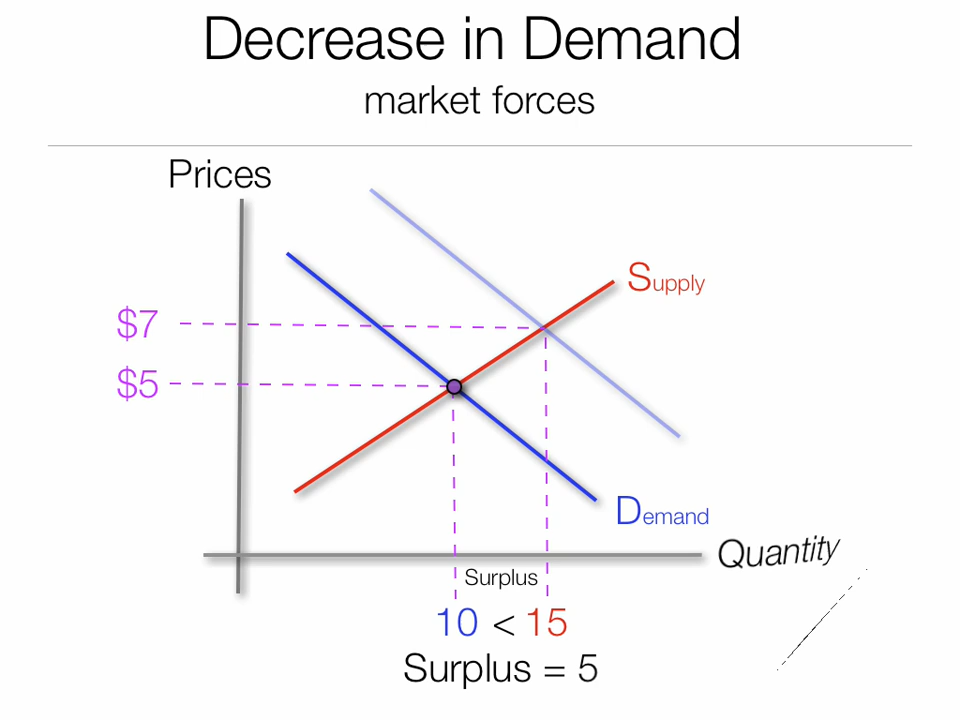 Decrease in Demand
market forces
Prices
Supply
$7
$5
Demand
Quantity
Surplus
10 < 15
Surplus = 5